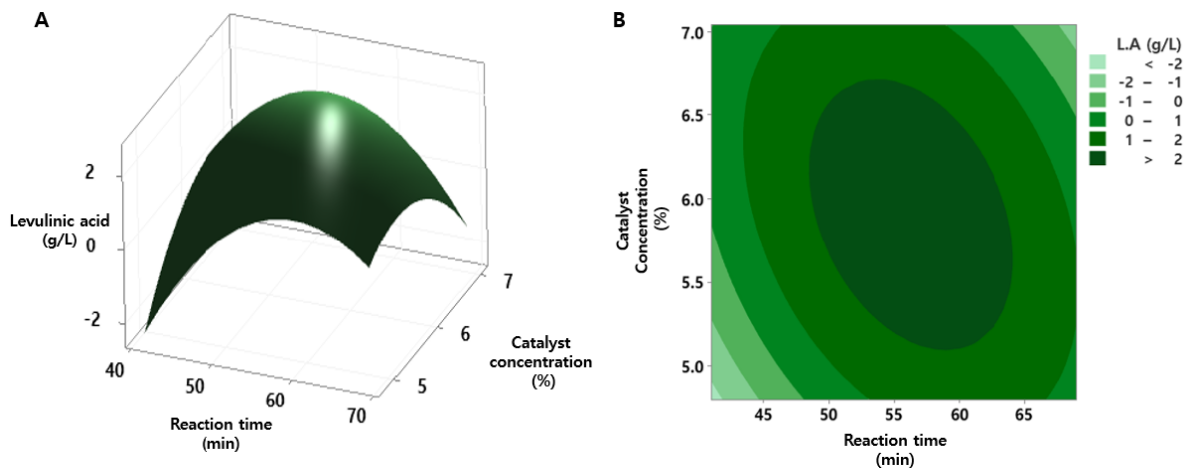 A
2
0
-2
Levulinic acid
(g/L)
40
50
60
70
Reaction time
(min)
5
6
7
Catalyst
concentration
(%)
B
7.0
6.5
6.0
5.5
5.0
Catalyst
Concentration
(%)
45
50
55
60
65
Reaction time
(min)
L.A (g/L)
< -2
-2 – -1
-1 – 0
0 – 1
1 – 2
> 2